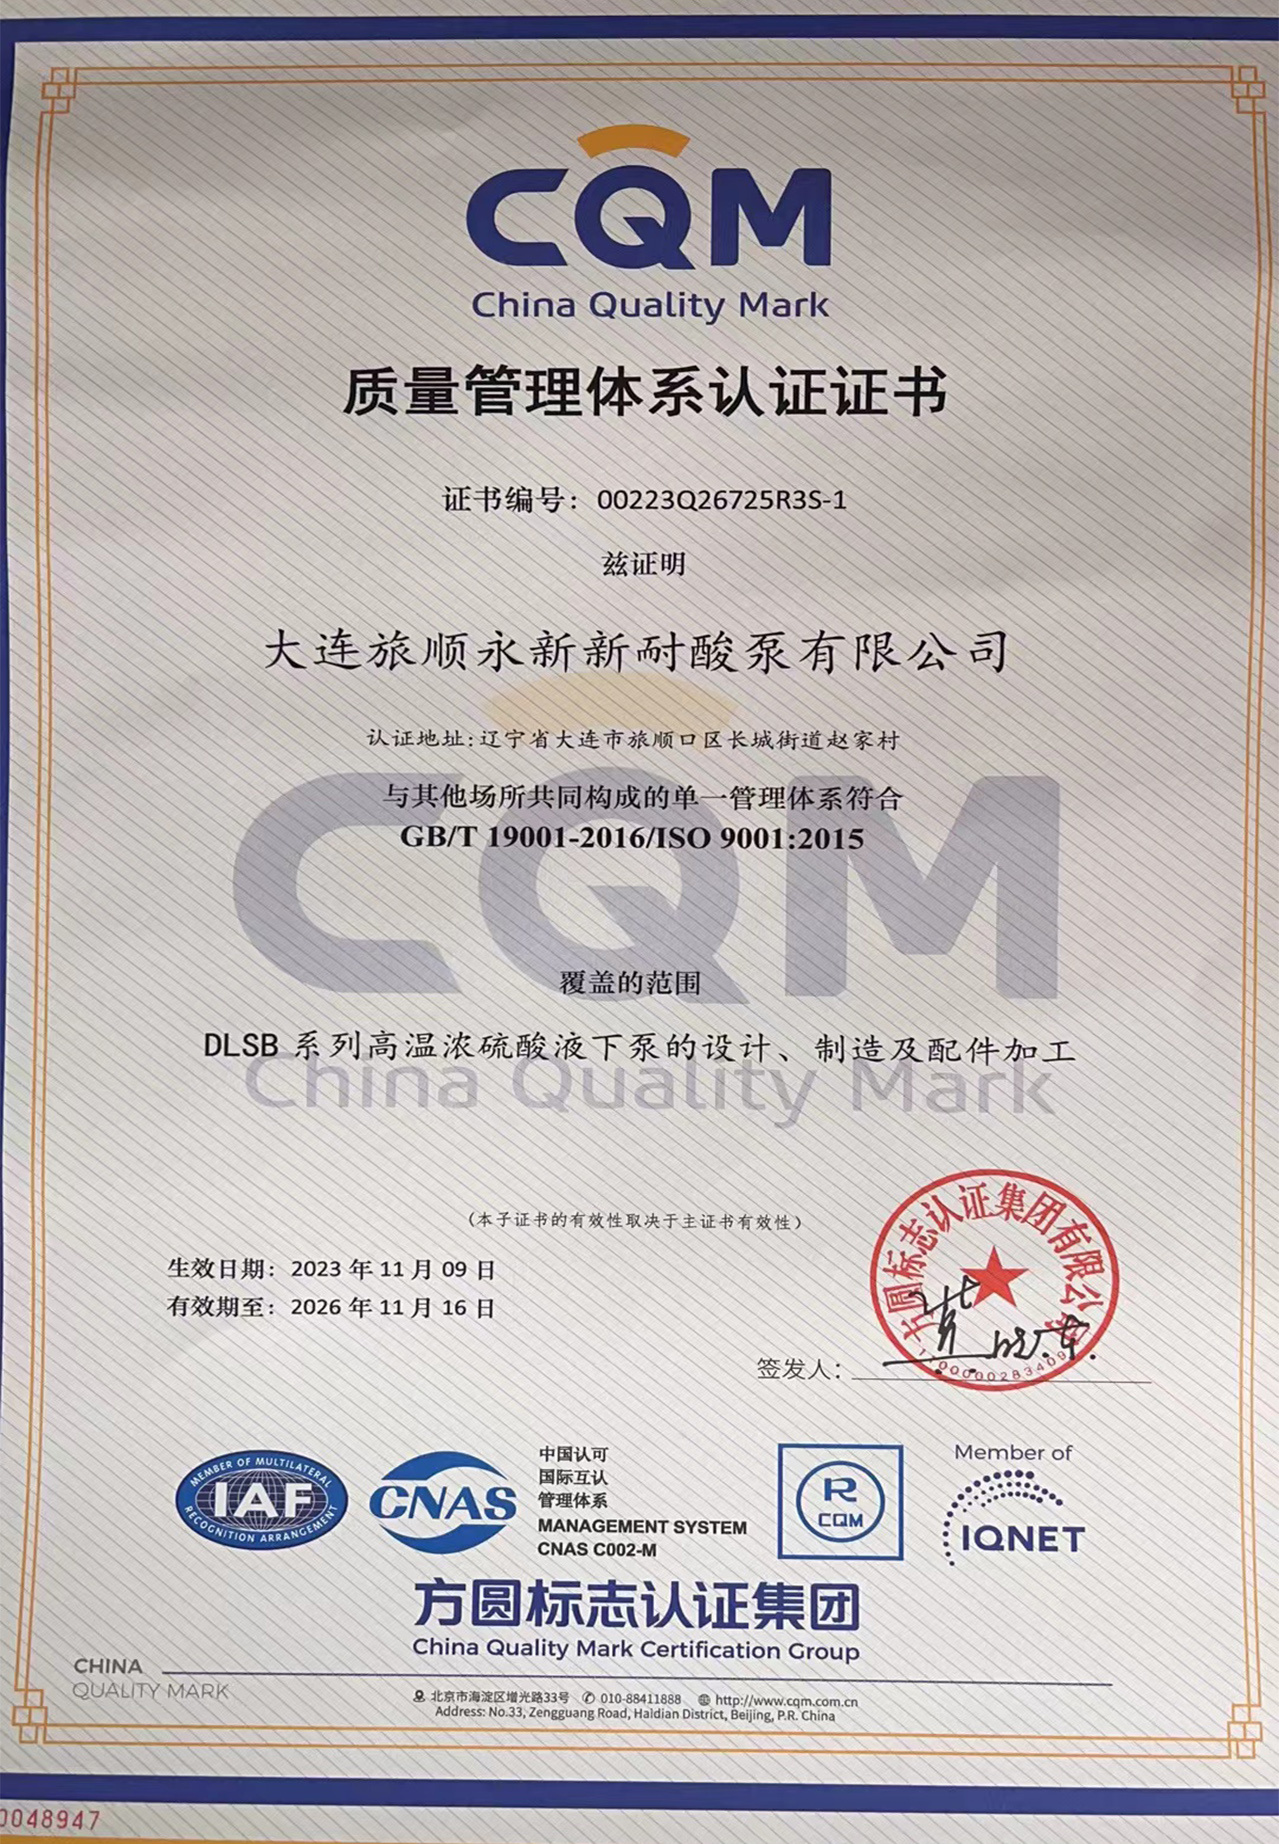 CQM
China Quality Mark
质量管理体系认证证书
证书编号：00223Q26725R3S-1
兹证明
大连旅顺永新新耐酸泵有限公司
认证地址:辽宁省大连市旅顺口区长城街道赵家村
与其他场所共同构成的单一管理体系符合
GB/T 19001-2016/ISO 9001:2015
CQM
覆盖的范围
DLSB 系列高温浓硫酸液下泵的设计、制造及配件加工
China Quality Mark
（本子证书的有效性取决于主证书有效性）
生效日期：2023 年 11 月 09 日
有效期至：2026 年 11 月 16 日
方圆标志认证集团有限公司
签发人：
MEMBER OF MULTILATERAL
IAF
RECOGNITION ARRANGEMENT
CNAS
中国认可
国际互认
管理体系
MANAGEMENT SYSTEM
CNAS C002-M
R
CQM
Member of
IQNET
方圆标志认证集团
China Quality Mark Certification Group
CHINA
QUALITY MARK
北京市海淀区增光路33号 010-88411888 http://www.cqm.com.cn
Address: No.33, Zengguang Road, Haidian District, Beijing, P.R. China
0048947